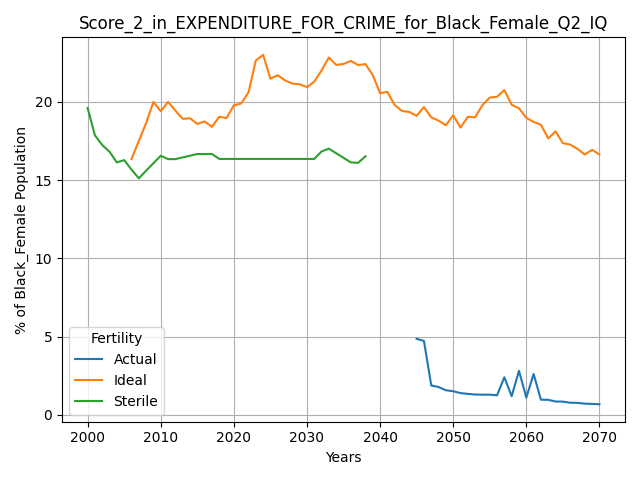 Score_2_in_EXPENDITURE_FOR_CRIME_for_Black_Female_Q2_IQ
% of Black_Female Population
20
15
10
5
0
Fertility
Actual
Ideal
Sterile
2000 2010 2020 2030 2040 2050 2060 2070
Years